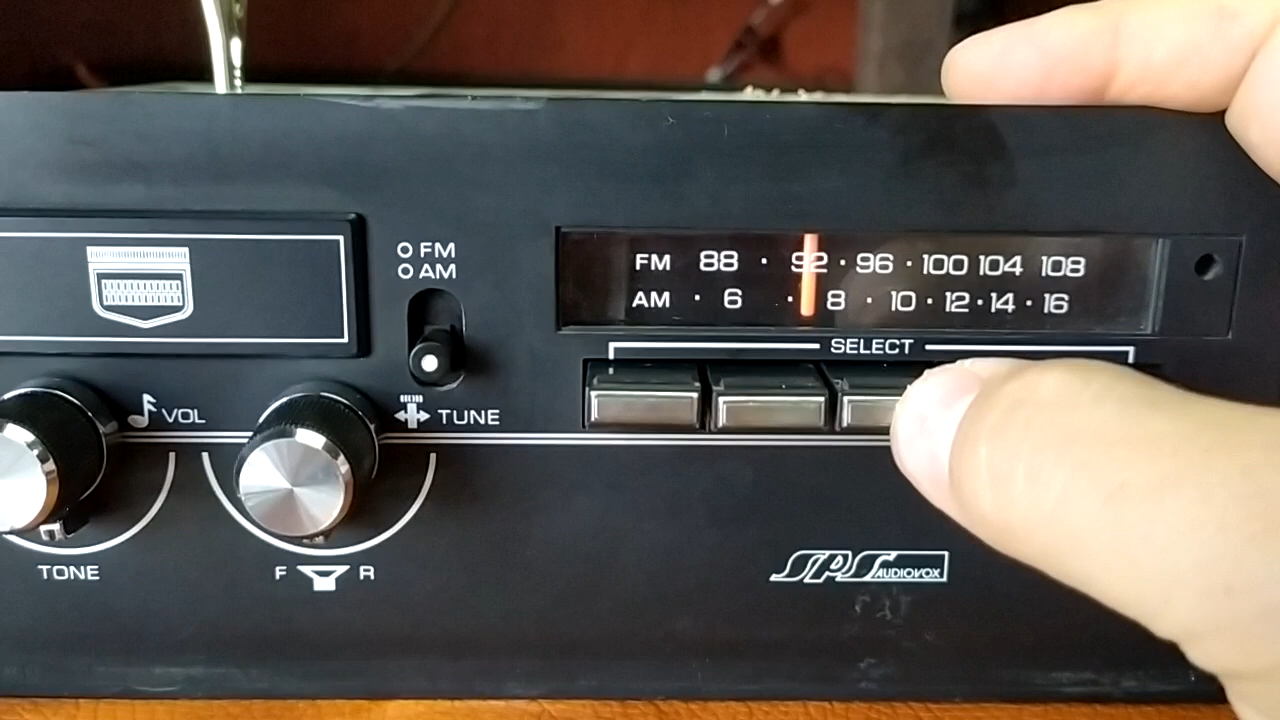 FM
AM
FM 88 · 92 · 96 · 100 104 108
AM · 6 · 8 · 10 · 12 · 14 · 16
SELECT
VOL
TUNE
TONE
F R
SPS AUDIOVOX